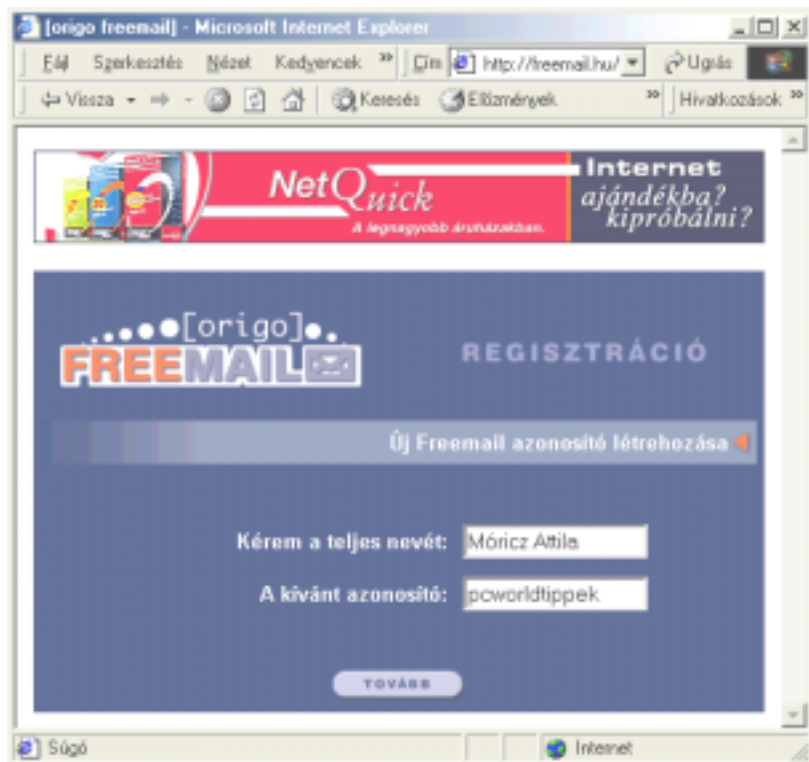 [origo freemail] - Microsoft Internet Explorer
Fájl Szerkesztés Nézet Kedvencek » Cím http://freemail.hu/ Ugrás
Vissza Keresés Előzmények » Hivatkozások »
NetQuick
A legnagyobb áruházakban.
Internet
ajándékba?
kipróbálni?
[origo]
FREEMAIL
REGISZTRÁCIÓ
Új Freemail azonosító létrehozása
Kérem a teljes nevét: Móricz Attila
A kívánt azonosító: pcworldtippek
TOVÁBB
Súgó Internet